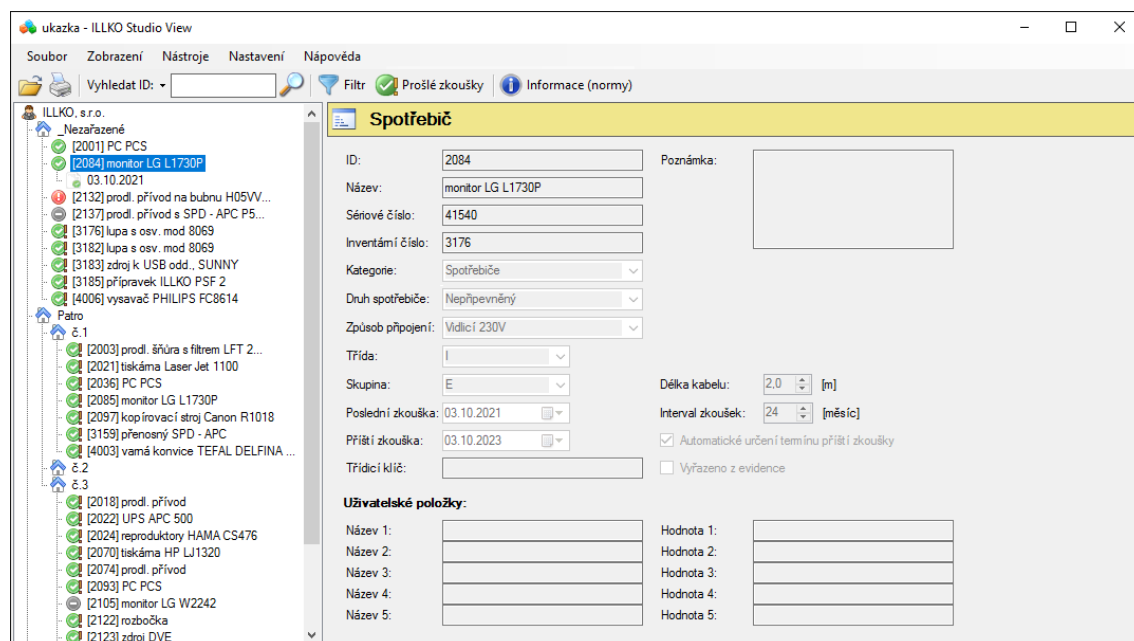 ukazka - ILLKO Studio View
Soubor Zobrazení Nástroje Nastavení Nápověda
Vyhledat ID: Filtr Prošlé zkoušky Informace (normy)
ILLKO, s.r.o.
_Nezařazené
[2001] PC PCS
[2084] monitor LG L1730P
03.10.2021
[2132] prodl. přívod na bubnu H05VV...
[2137] prodl. přívod s SPD - APC P5...
[3176] lupa s osv. mod 8069
[3182] lupa s osv. mod 8069
[3183] zdroj k USB odd., SUNNY
[3185] přípravek ILLKO PSF 2
[4006] vysavač PHILIPS FC8614
Patro
č.1
[2003] prodl. šňůra s filtrem LFT 2...
[2021] tiskárna Laser Jet 1100
[2036] PC PCS
[2085] monitor LG L1730P
[2097] kopírovací stroj Canon R1018
[3159] přenosný SPD - APC
[4003] varná konvice TEFAL DELFINA ...
č.2
č.3
[2018] prodl. přívod
[2022] UPS APC 500
[2024] reproduktory HAMA CS476
[2070] tiskárna HP LJ1320
[2074] prodl. přívod
[2093] PC PCS
[2105] monitor LG W2242
[2122] rozbočka
[2123] zdroj DVE
Spotřebič
ID: 2084 Poznámka:
Název: monitor LG L1730P
Sériové číslo: 41540
Inventární číslo: 3176
Kategorie: Spotřebiče
Druh spotřebiče: Nepřipevněný
Způsob připojení: Vidlicí 230V
Třída: I
Skupina: E Délka kabelu: 2,0 [m]
Poslední zkouška: 03.10.2021 Interval zkoušek: 24 [měsíc]
Příští zkouška: 03.10.2023 Automatické určení termínu příští zkoušky
Třídicí klíč: Vyřazeno z evidence
Uživatelské položky:
Název 1: Hodnota 1:
Název 2: Hodnota 2:
Název 3: Hodnota 3:
Název 4: Hodnota 4:
Název 5: Hodnota 5: